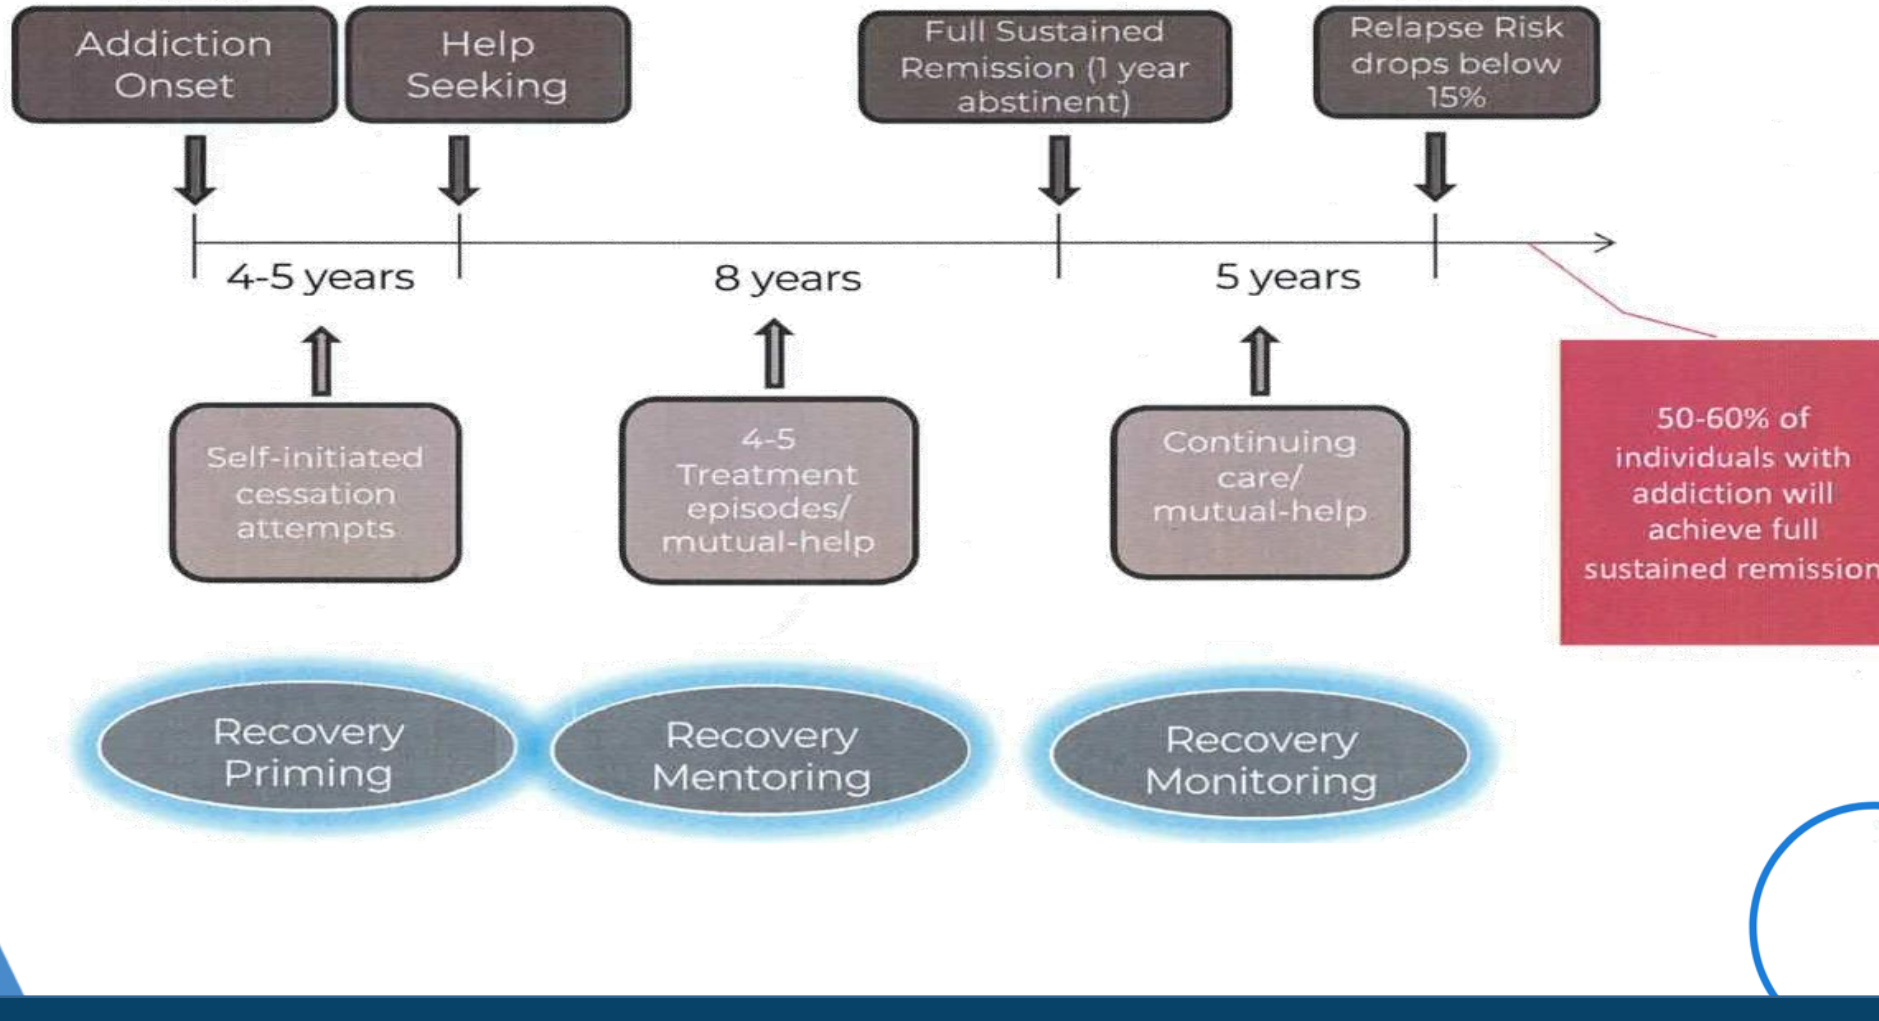 Addiction
Onset
Help
Seeking
Full Sustained
Remission (1 year
abstinent)
Relapse Risk
drops below
15%
4-5 years
8 years
5 years
Self-initiated
cessation
attempts
4-5
Treatment
episodes/
mutual-help
Continuing
care/
mutual-help
50-60% of
individuals with
addiction will
achieve full
sustained remission
Recovery
Priming
Recovery
Mentoring
Recovery
Monitoring